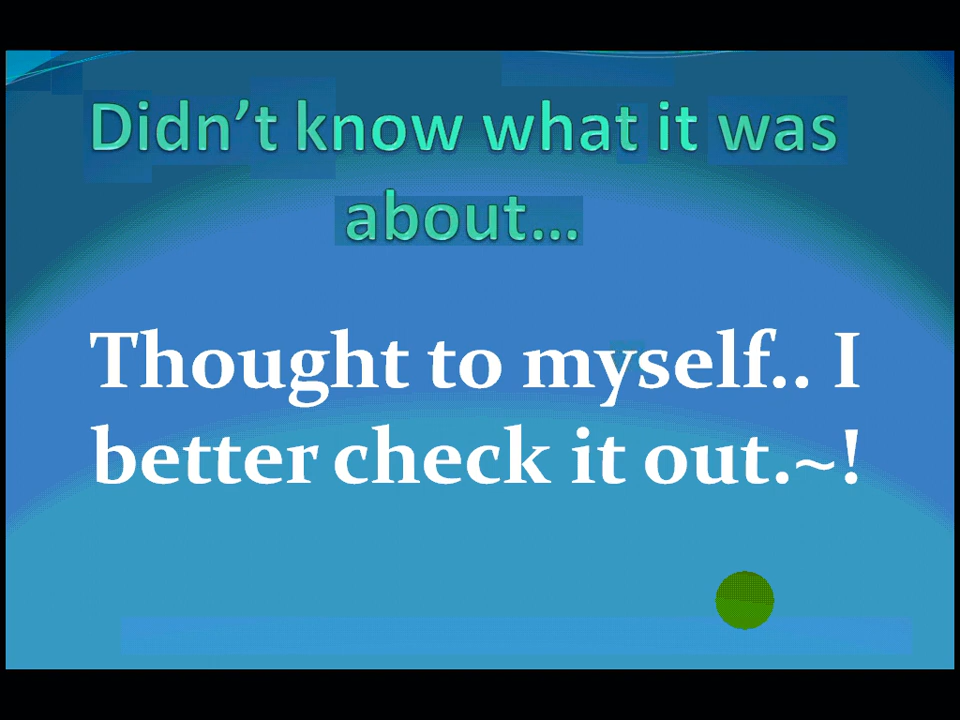 Didn’t know what it was
about...
Thought to myself.. I
better check it out.~!